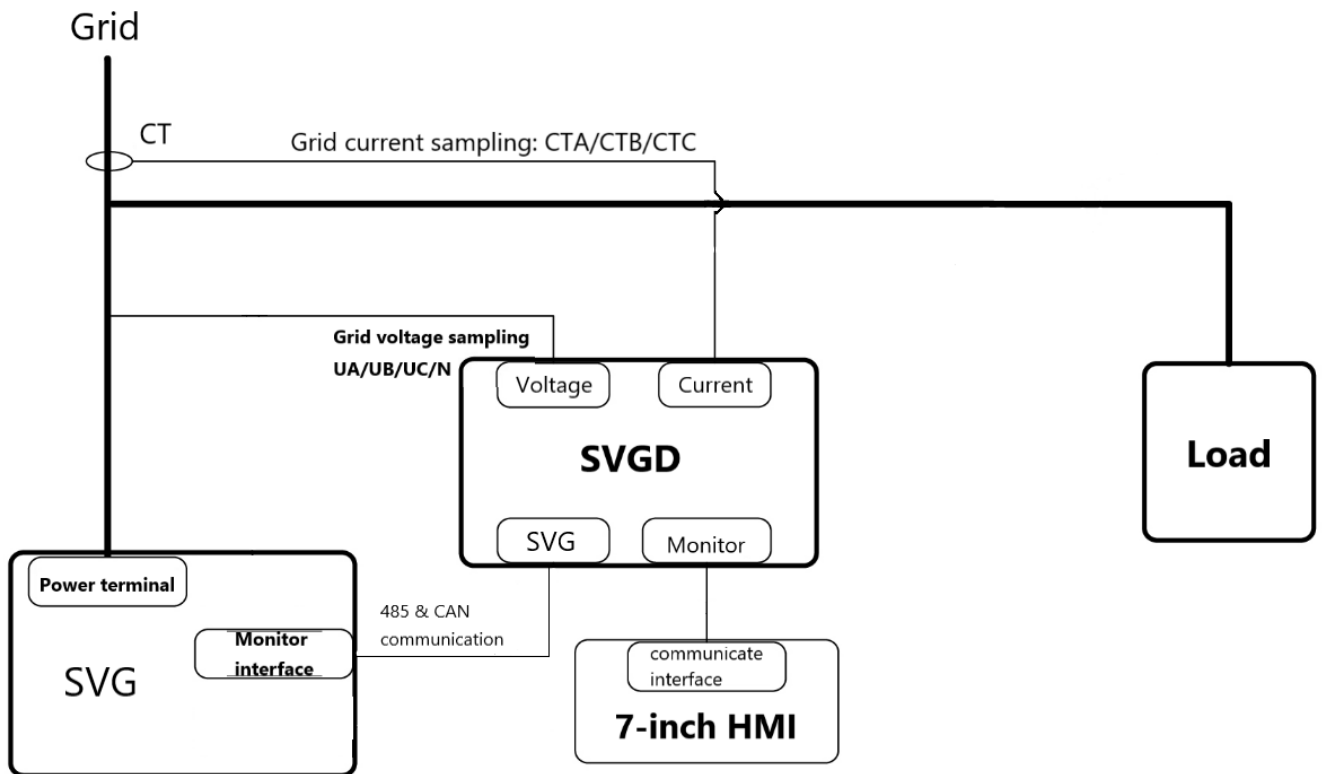 Grid
CT
Grid current sampling: CTA/CTB/CTC
Grid voltage sampling
UA/UB/UC/N
Voltage
Current
SVGD
Load
SVG
Monitor
Power terminal
485 & CAN
communication
Monitor
interface
SVG
communicate
interface
7-inch HMI